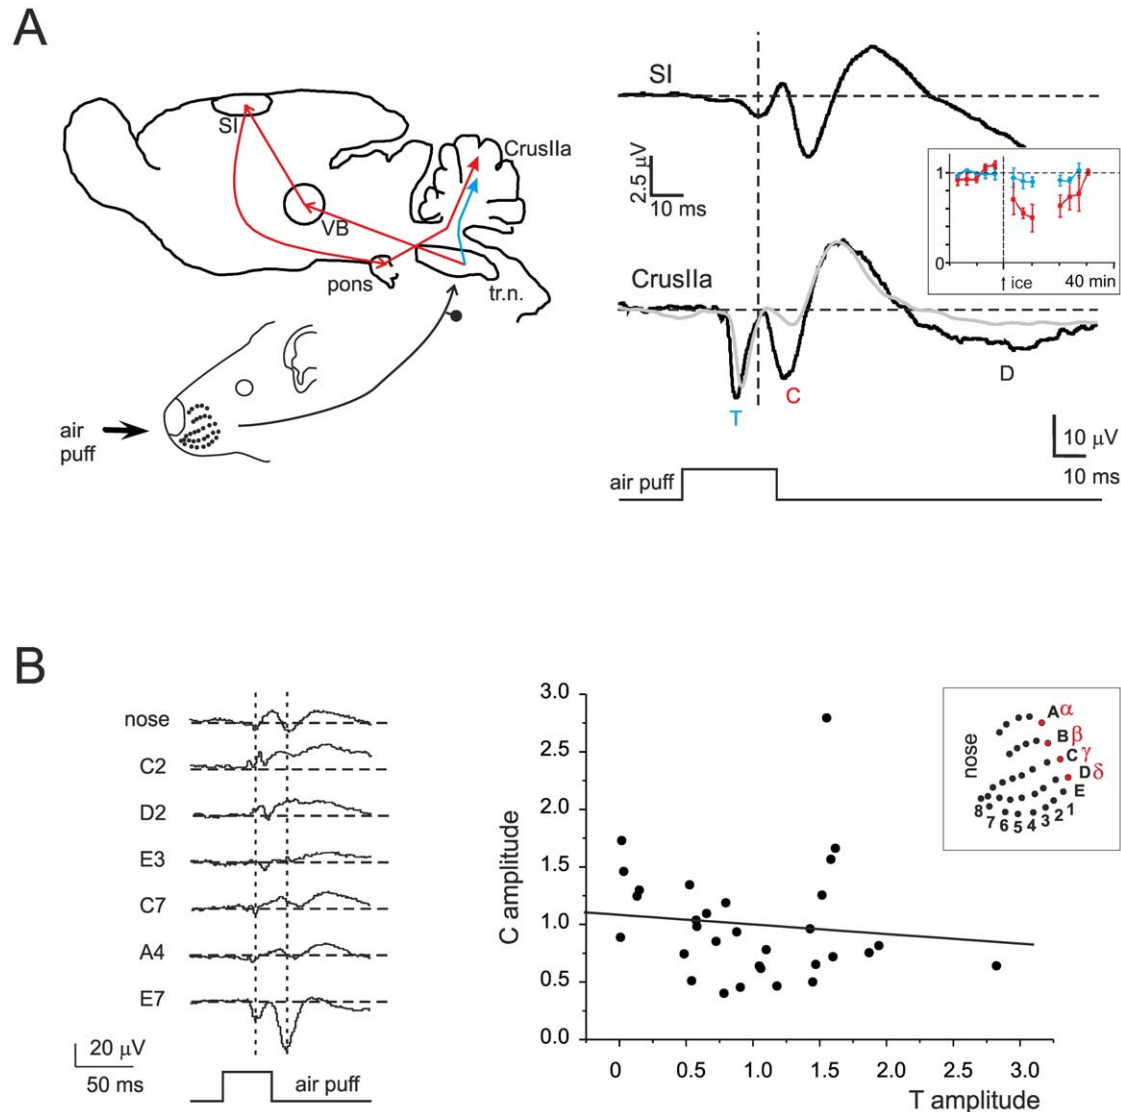 A
SI
CrusIIa
VB
pons
tr.n.
air
puff
SI
2.5 μV
10 ms
1
0
ice
40 min
CrusIIa
T
C
D
10 μV
10 ms
air puff
B
nose
C2
D2
E3
C7
A4
E7
20 μV
50 ms
air puff
C amplitude
3.0
2.5
2.0
1.5
1.0
0.5
0.0
0
0.5
1.0
1.5
2.0
2.5
3.0
T amplitude
nose
A α
B β
C γ
D δ
E
8 7 6 5 4 3 2 1